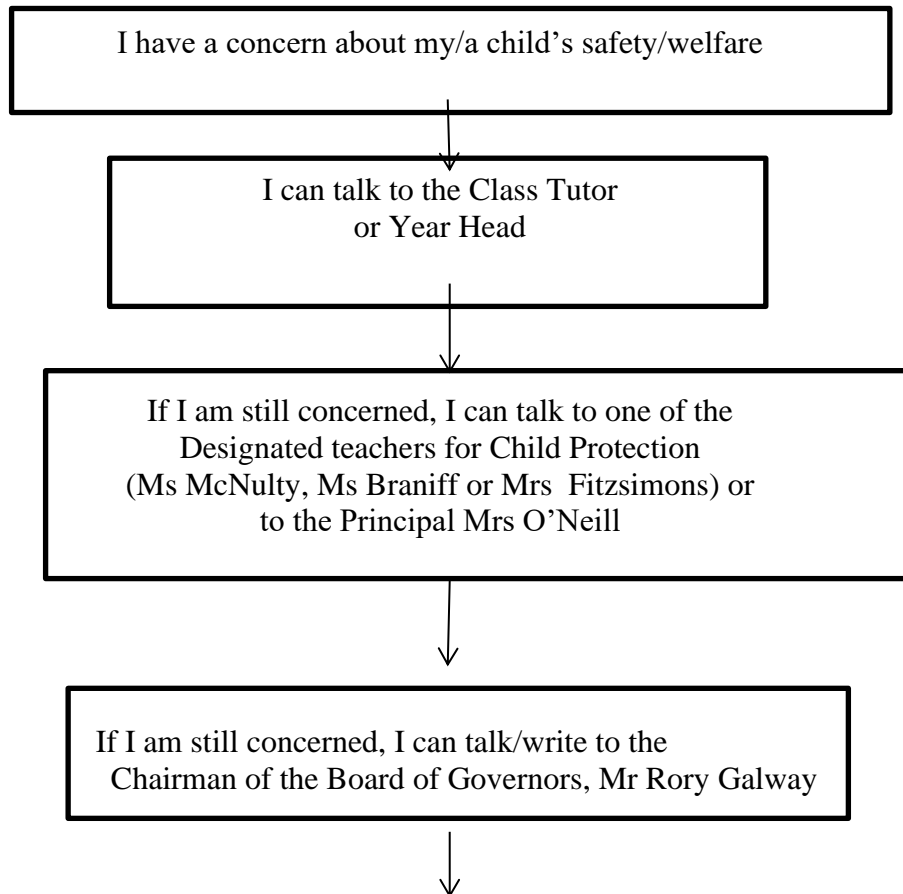 I have a concern about my/a child’s safety/welfare
I can talk to the Class Tutor
or Year Head
If I am still concerned, I can talk to one of the
Designated teachers for Child Protection
(Ms McNulty, Ms Braniff or Mrs Fitzsimons) or
to the Principal Mrs O’Neill
If I am still concerned, I can talk/write to the
Chairman of the Board of Governors, Mr Rory Galway